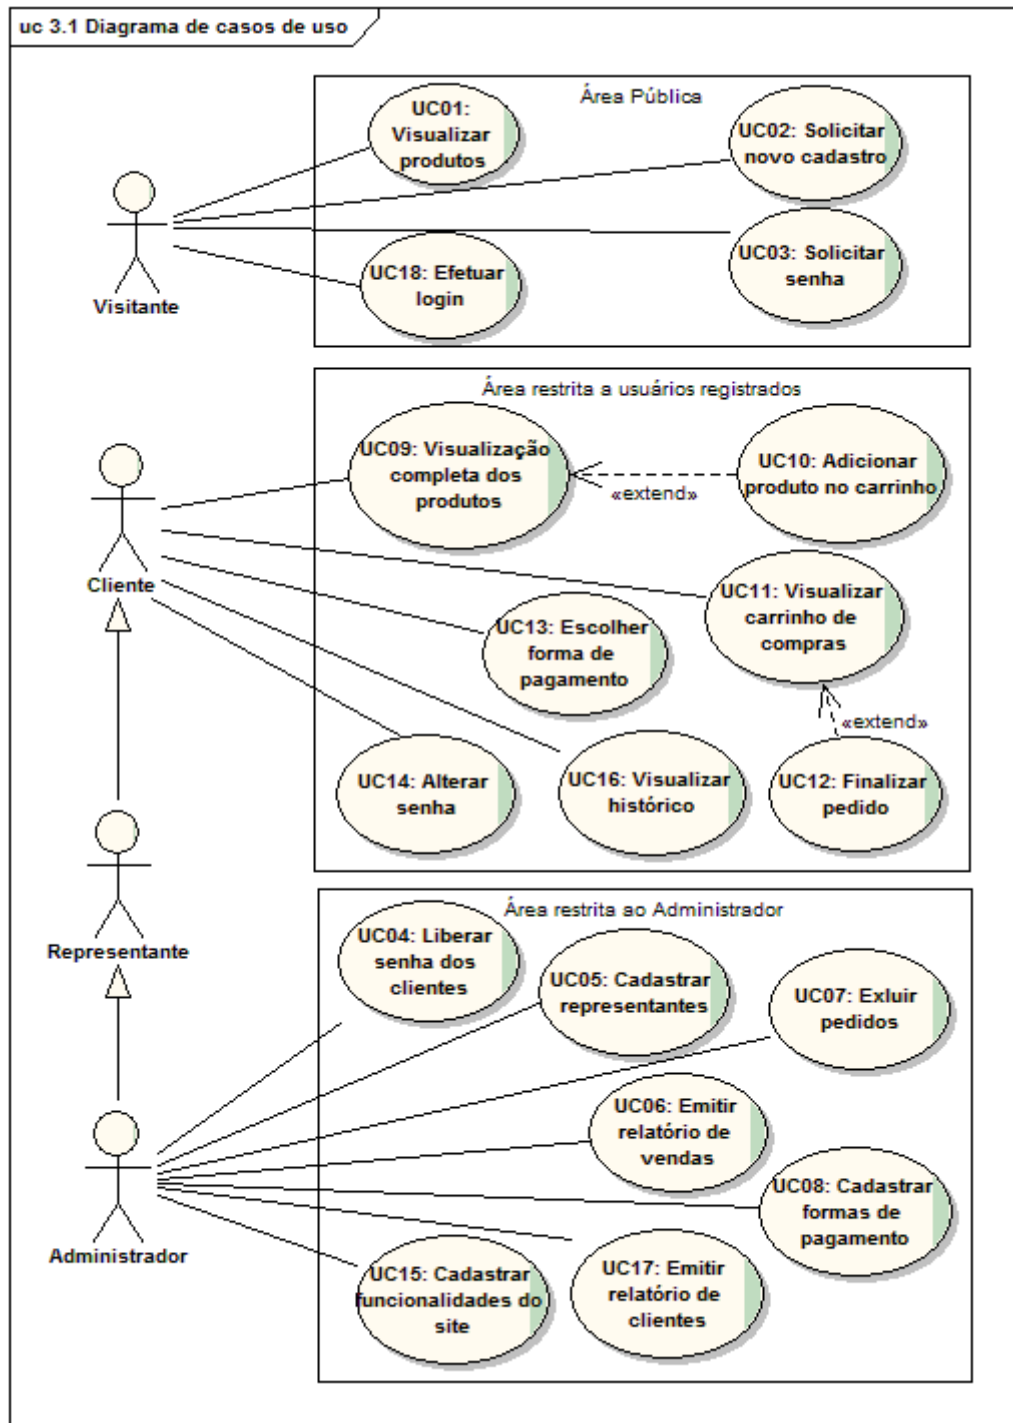 uc 3.1 Diagrama de casos de uso
Área Pública
UC01:
Visualizar
produtos
UC02: Solicitar
novo cadastro
UC03: Solicitar
senha
UC18: Efetuar
login
Visitante
Área restrita a usuários registrados
UC09: Visualização
completa dos
produtos
«extend»
UC10: Adicionar
produto no carrinho
Cliente
UC11: Visualizar
carrinho de
compras
UC13: Escolher
forma de
pagamento
«extend»
UC14: Alterar
senha
UC16: Visualizar
histórico
UC12: Finalizar
pedido
Representante
Área restrita ao Administrador
UC04: Liberar
senha dos
clientes
UC05: Cadastrar
representantes
UC07: Exluir
pedidos
UC06: Emitir
relatório de
vendas
UC08: Cadastrar
formas de
pagamento
Administrador
UC15: Cadastrar
funcionalidades do
site
UC17: Emitir
relatório de
clientes